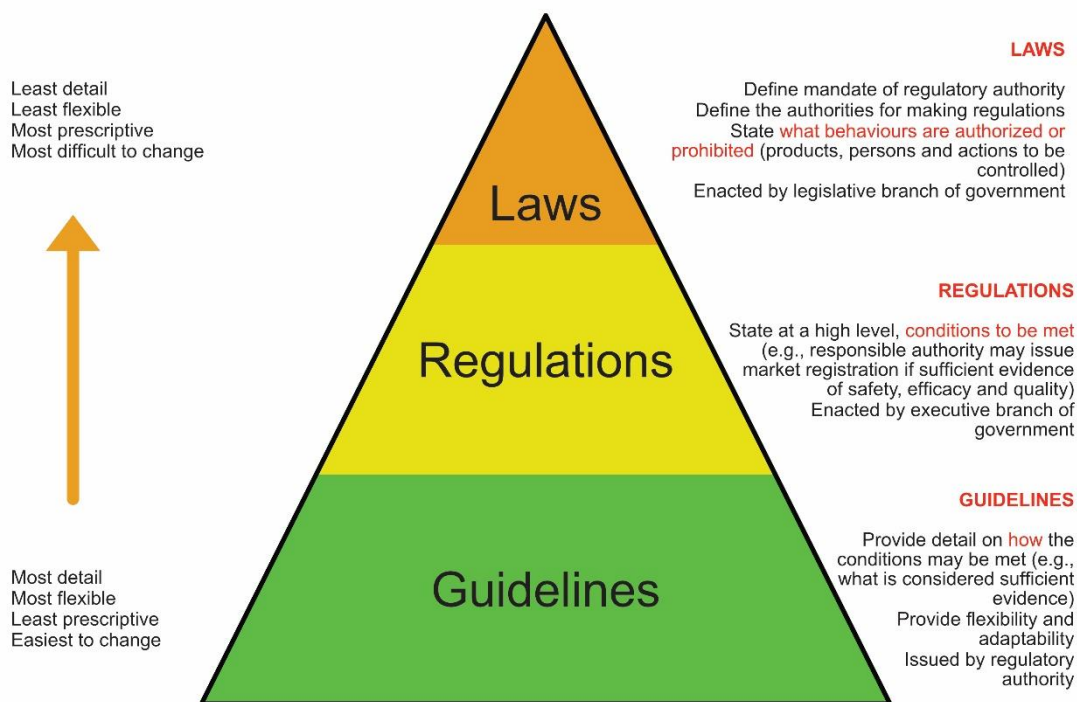 Least detail
Least flexible
Most prescriptive
Most difficult to change
Most detail
Most flexible
Least prescriptive
Easiest to change
Laws
Regulations
Guidelines
LAWS
Define mandate of regulatory authority
Define the authorities for making regulations
State what behaviours are authorized or
prohibited (products, persons and actions to be
controlled)
Enacted by legislative branch of government
REGULATIONS
State at a high level, conditions to be met
(e.g., responsible authority may issue
market registration if sufficient evidence
of safety, efficacy and quality)
Enacted by executive branch of
government
GUIDELINES
Provide detail on how the
conditions may be met (e.g.,
what is considered sufficient
evidence)
Provide flexibility and
adaptability
Issued by regulatory
authority